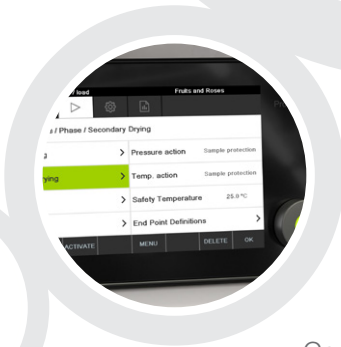 / load
Fruits and Roses
/ Phase / Secondary Drying
Pressure action
Sample protection
ying
Temp. action
Sample protection
Safety Temperature
25.0 °C
End Point Definitions
ACTIVATE
MENU
DELETE
OK